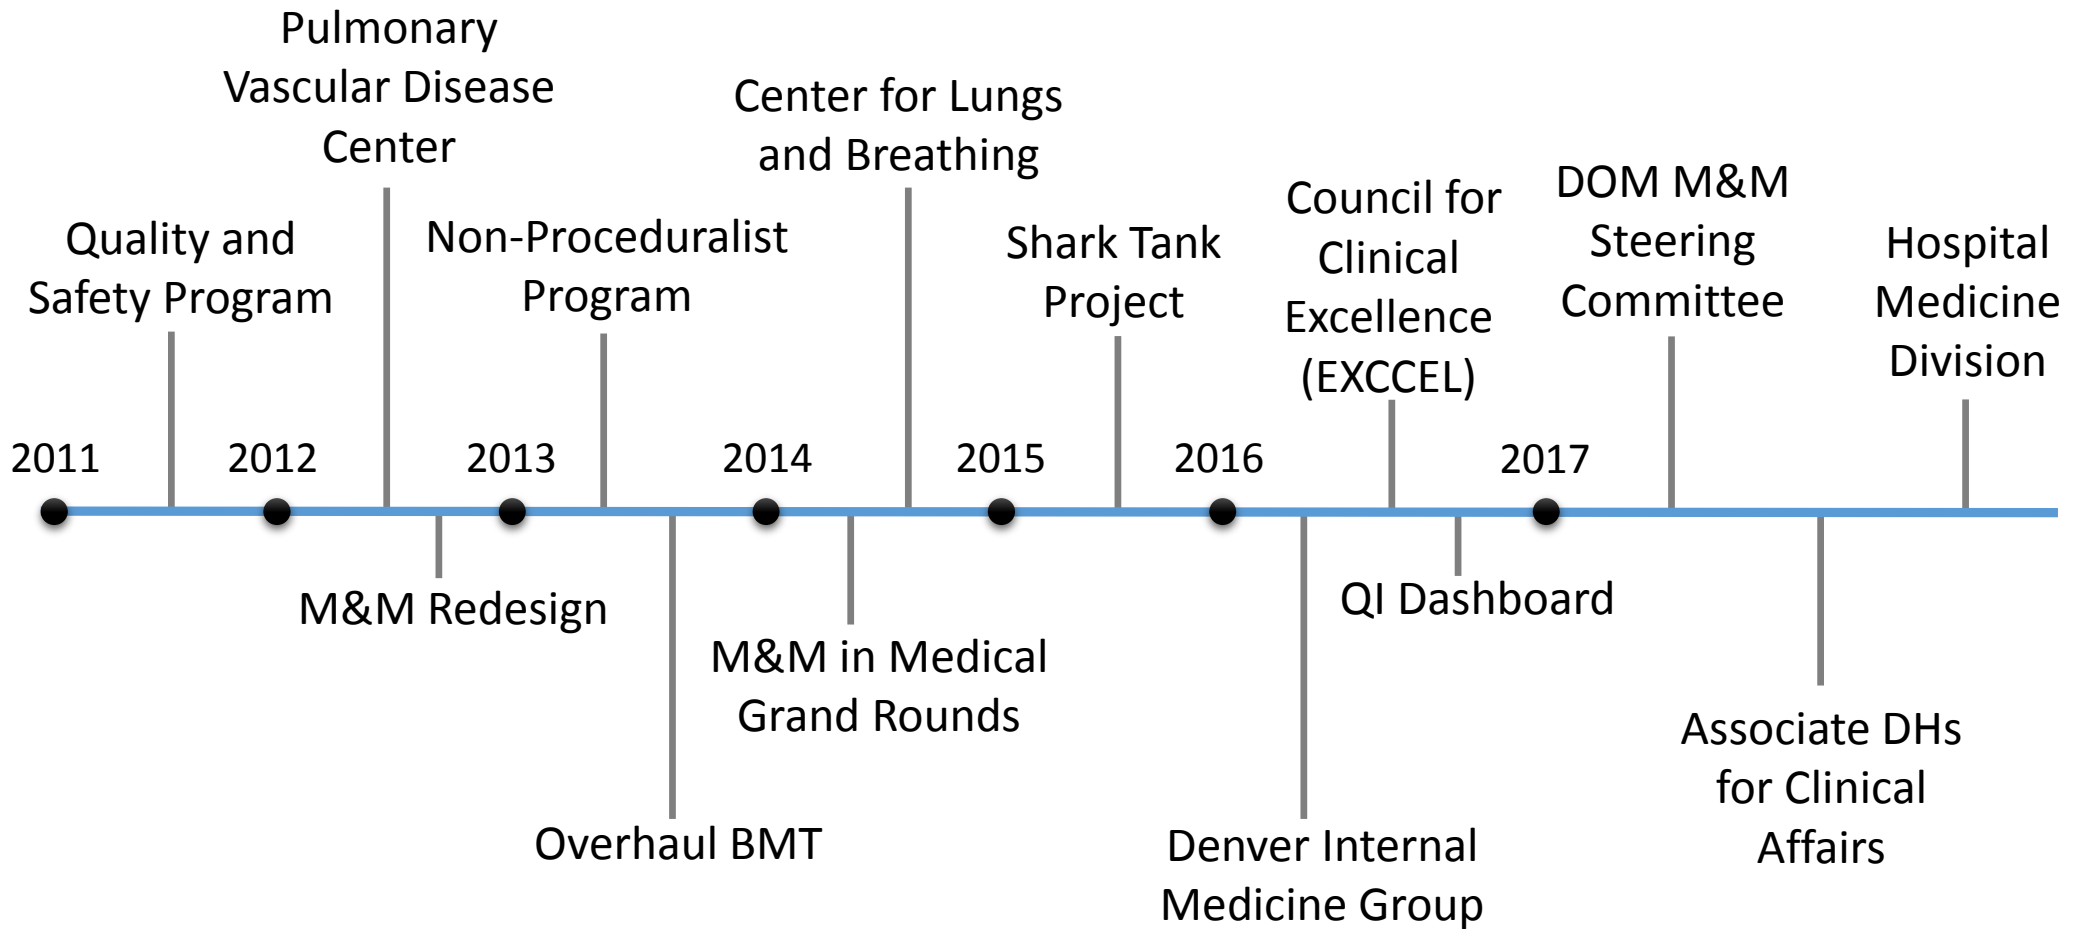 Pulmonary
Vascular Disease
Center
Center for Lungs
and Breathing
Quality and
Safety Program
Non-Proceduralist
Program
Shark Tank
Project
Council for
Clinical
Excellence
(EXCCEL)
DOM M&M
Steering
Committee
Hospital
Medicine
Division
2011
2012
2013
2014
2015
2016
2017
M&M Redesign
Overhaul BMT
M&M in Medical
Grand Rounds
Denver Internal
Medicine Group
QI Dashboard
Associate DHs
for Clinical
Affairs